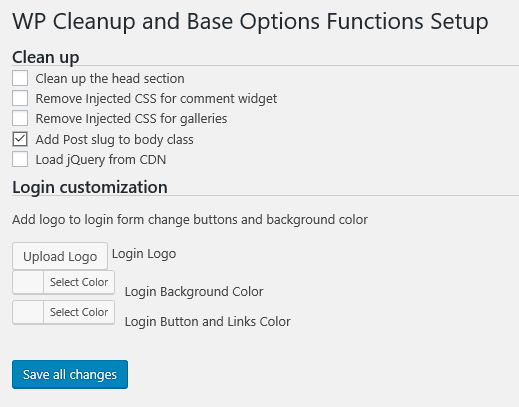 WP Cleanup and Base Options Functions Setup
Clean up
Clean up the head section
Remove Injected CSS for comment widget
Remove Injected CSS for galleries
Add Post slug to body class
Load jQuery from CDN
Login customization
Add logo to login form change buttons and background color
Upload Logo Login Logo
Select Color Login Background Color
Select Color Login Button and Links Color
Save all changes